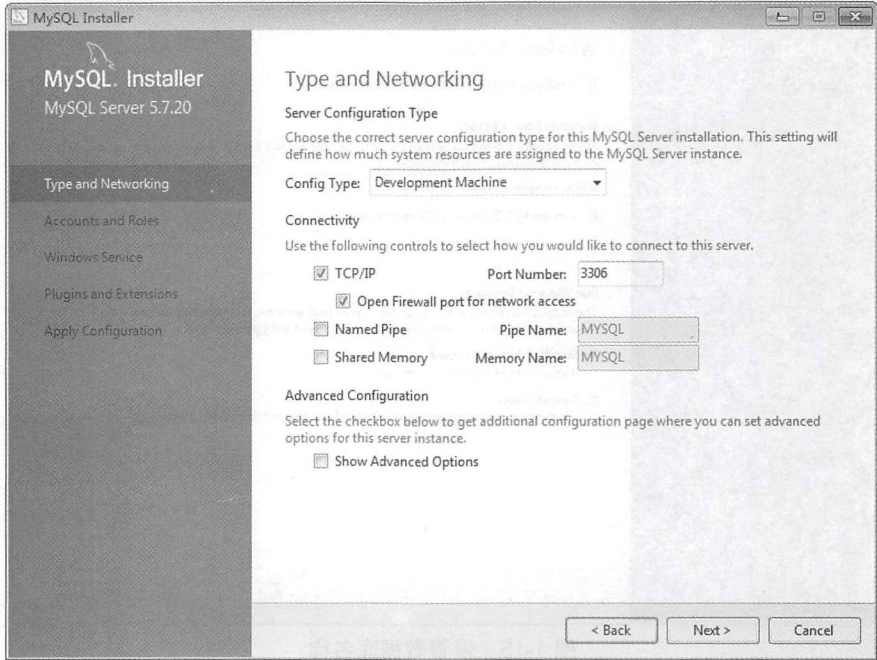 MySQL Installer
MySQL. Installer
MySQL Server 5.7.20
Type and Networking
Accounts and Roles
Windows Service
Plugins and Extensions
Apply Configuration
Type and Networking
Server Configuration Type
Choose the correct server configuration type for this MySQL Server installation. This setting will
define how much system resources are assigned to the MySQL Server instance.
Config Type: Development Machine
Connectivity
Use the following controls to select how you would like to connect to this server.
TCP/IP Port Number: 3306
Open Firewall port for network access
Named Pipe Pipe Name: MYSQL
Shared Memory Memory Name: MYSQL
Advanced Configuration
Select the checkbox below to get additional configuration page where you can set advanced
options for this server instance.
Show Advanced Options
< Back Next > Cancel